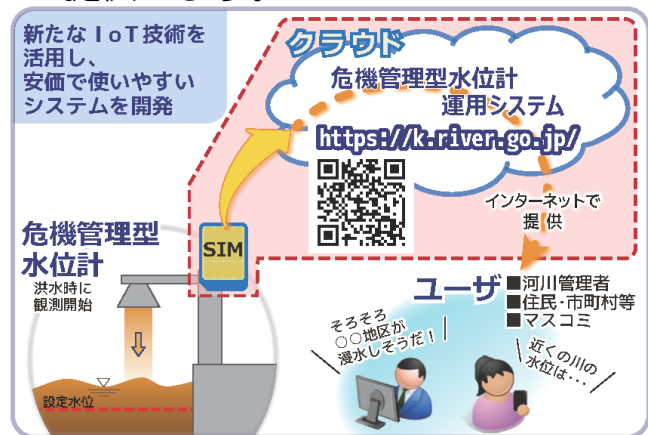 新たなIoT技術を
活用し、
安価で使いやすい
システムを開発
クラウド
危機管理型水位計
運用システム
https://k.river.go.jp/
インターネットで
提供
危機管理型
水位計
洪水時に
観測開始
SIM
設定水位
ユーザ
■河川管理者
■住民・市町村等
■マスコミ
そろそろ
○○地区が
浸水しそうだ！
近くの川の
水位は・・・